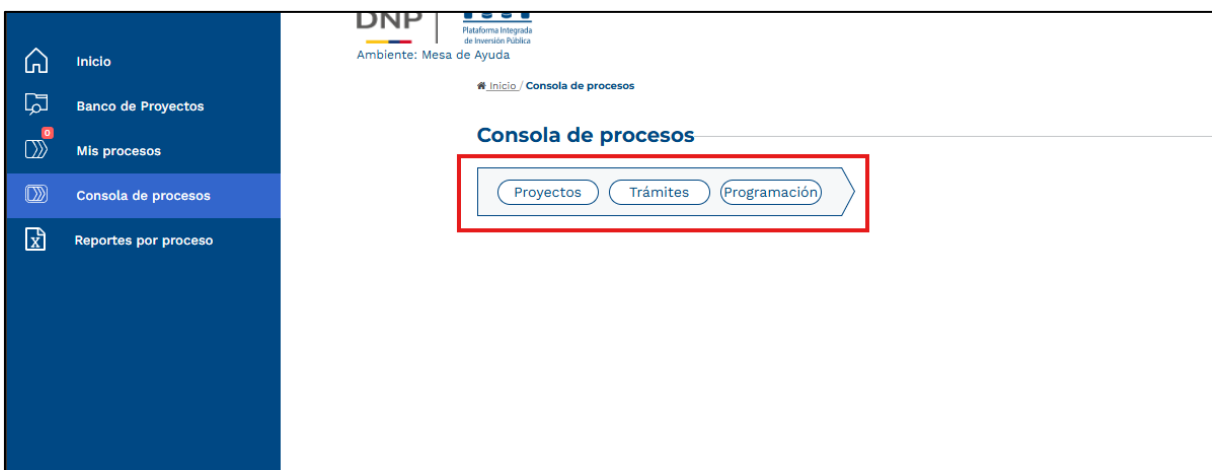 DNP
Plataforma Integrada
de Inversión Pública
Ambiente: Mesa de Ayuda
Inicio
Banco de Proyectos
0
Mis procesos
Consola de procesos
Reportes por proceso
Inicio / Consola de procesos
Consola de procesos
Proyectos Trámites Programación